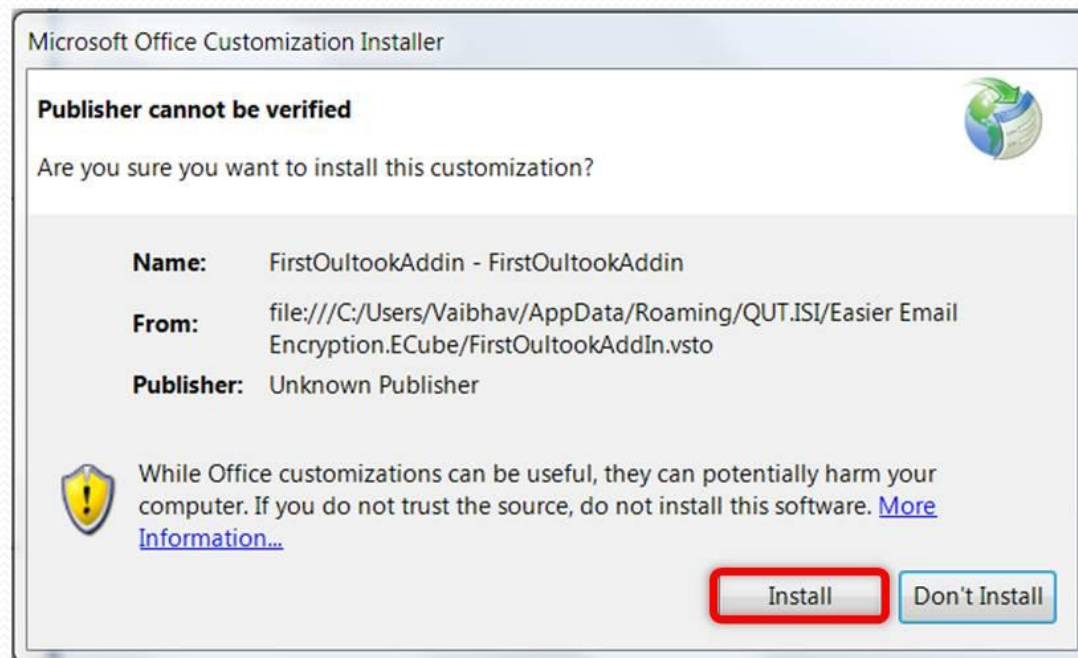 Microsoft Office Customization Installer
Publisher cannot be verified
Are you sure you want to install this customization?
Name: FirstOultookAddin - FirstOultookAddin
From: file:///C:/Users/Vaibhav/AppData/Roaming/QUT.ISI/Easier Email
Encryption.ECube/FirstOultookAddIn.vsto
Publisher: Unknown Publisher
While Office customizations can be useful, they can potentially harm your
computer. If you do not trust the source, do not install this software. More
Information...
Install Don't Install